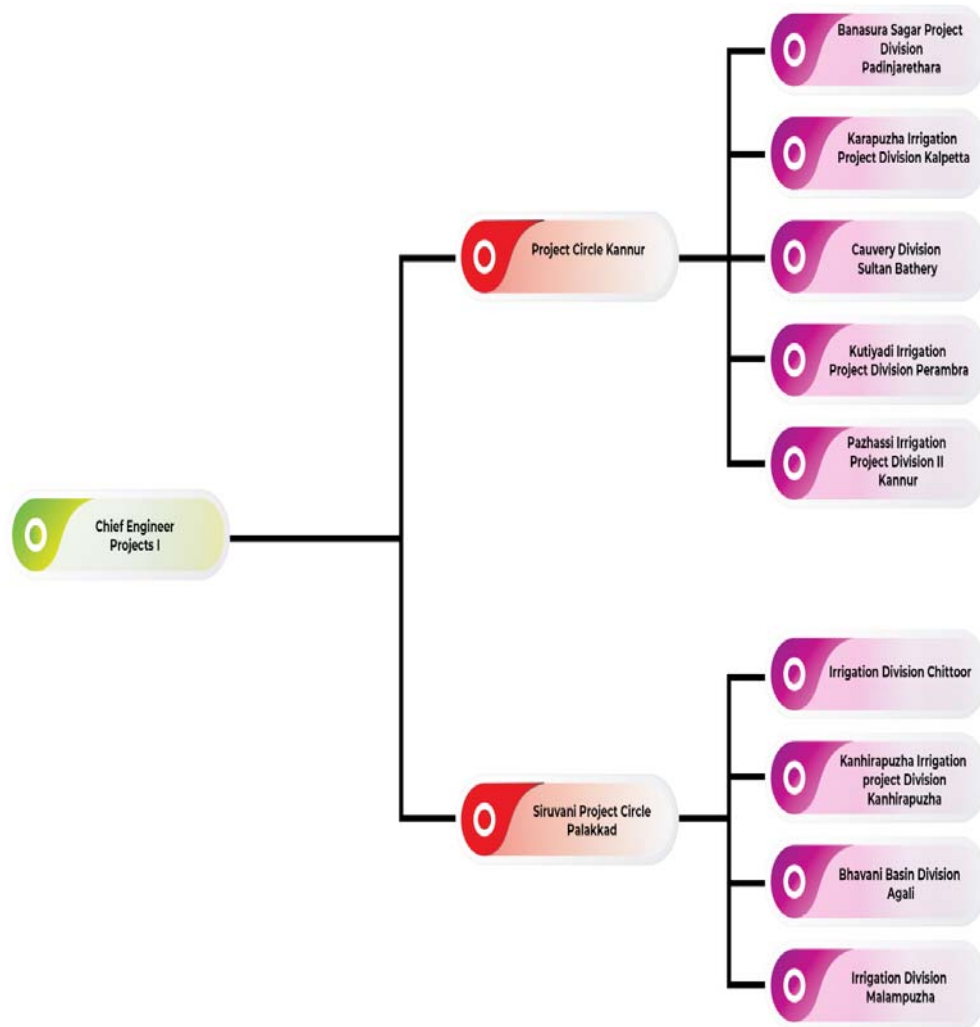 Banasura Sagar Project
Division
Padinjarethara
Karapuzha Irrigation
Project Division Kalpetta
Project Circle Kannur
Cauvery Division
Sultan Bathery
Kutiyadi Irrigation
Project Division Perambra
Pazhassi Irrigation
Project Division II
Kannur
Chief Engineer
Projects I
Irrigation Division Chittoor
Kanhirapuzha Irrigation
project Division
Kanhirapuzha
Siruvani Project Circle
Palakkad
Bhavani Basin Division
Agali
Irrigation Division
Malampuzha